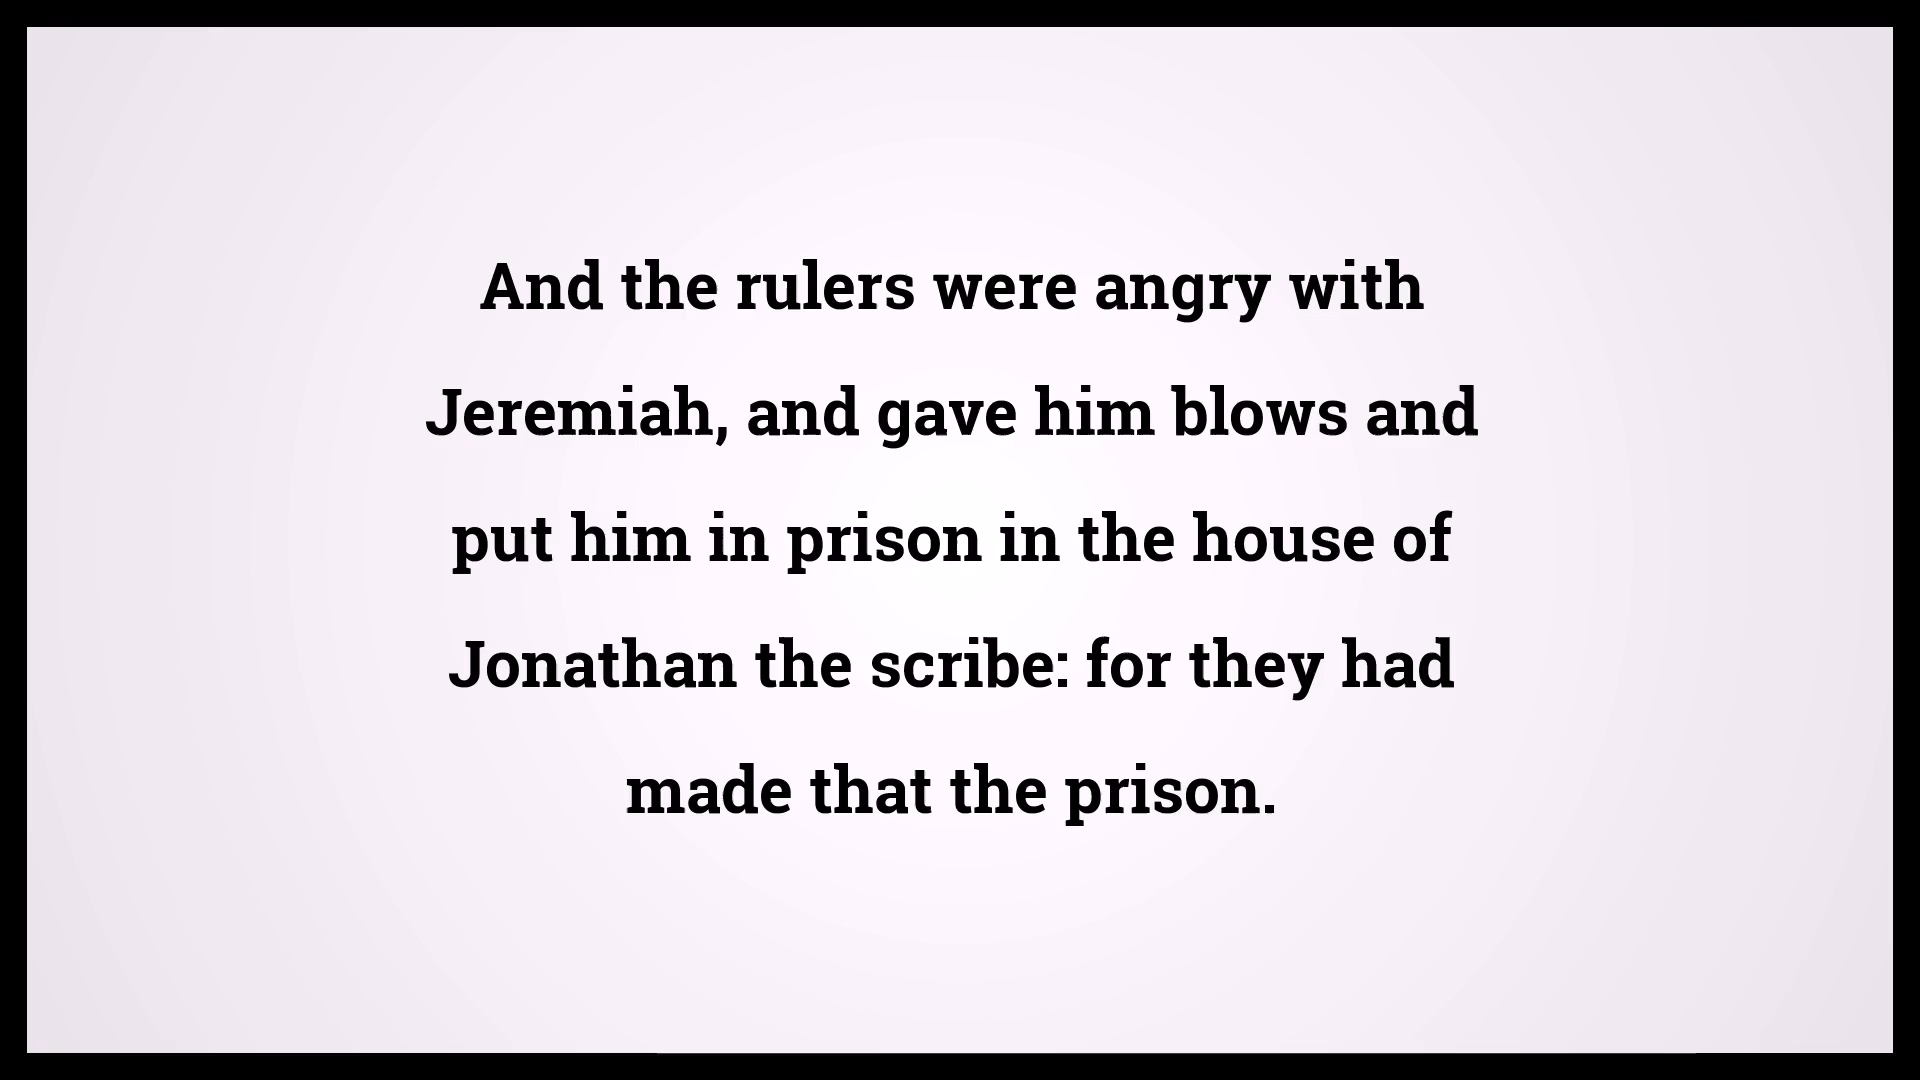 And the rulers were angry with
Jeremiah, and gave him blows and
put him in prison in the house of
Jonathan the scribe: for they had
made that the prison.